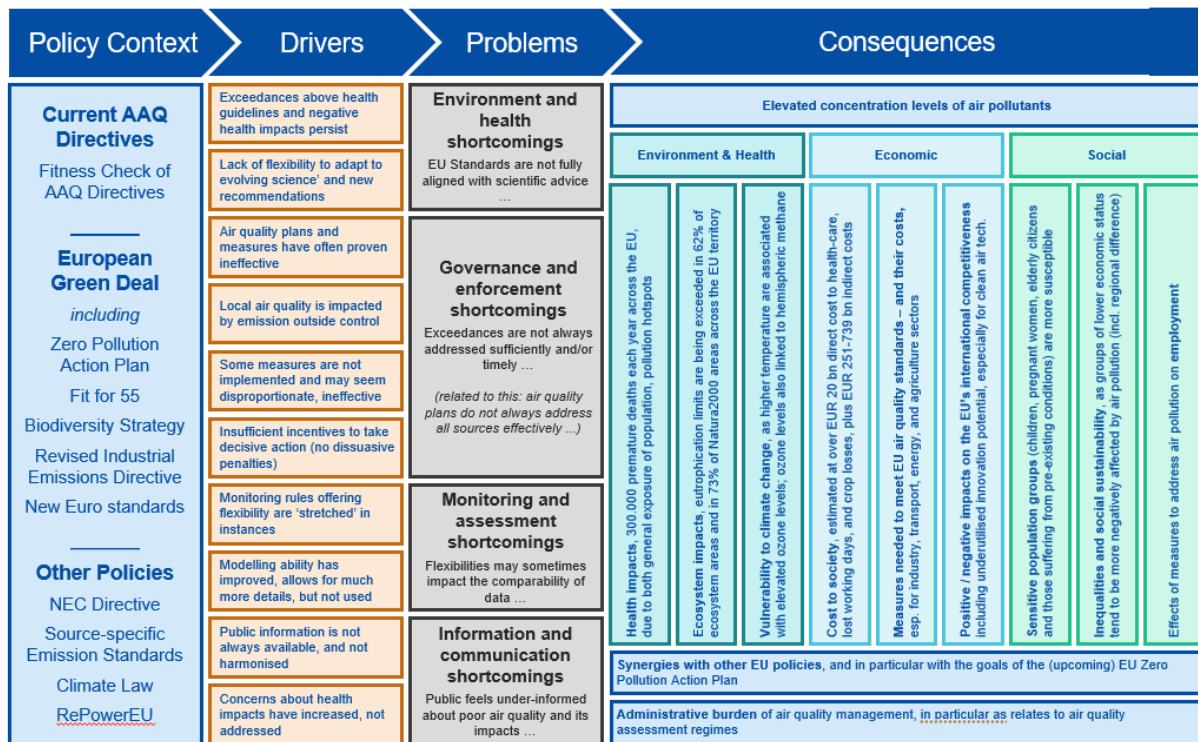 Policy Context
Drivers
Problems
Consequences
Current AAQ
Directives
Fitness Check of
AAQ Directives
European
Green Deal
including
Zero Pollution
Action Plan
Fit for 55
Biodiversity Strategy
Revised Industrial
Emissions Directive
New Euro standards
Other Policies
NEC Directive
Source-specific
Emission Standards
Climate Law
RePowerEU
Exceedances above health
guidelines and negative
health impacts persist
Lack of flexibility to adapt to
evolving science' and new
recommendations
Air quality plans and
measures have often proven
ineffective
Local air quality is impacted
by emission outside control
Some measures are not
implemented and may seem
disproportionate, ineffective
Insufficient incentives to take
decisive action (no dissuasive
penalties)
Monitoring rules offering
flexibility are 'stretched' in
instances
Modelling ability has
improved, allows for much
more details, but not used
Public information is not
always available, and not
harmonised
Concerns about health
impacts have increased, not
addressed
Environment and
health
shortcomings
EU Standards are not fully
aligned with scientific advice
...
Governance and
enforcement
shortcomings
Exceedances are not always
addressed sufficiently and/or
timely ...
(related to this: air quality
plans do not always address
all sources effectively ...)
Monitoring and
assessment
shortcomings
Flexibilities may sometimes
impact the comparability of
data ...
Information and
communication
shortcomings
Public feels under-informed
about poor air quality and its
impacts ...
Elevated concentration levels of air pollutants
Environment & Health
Economic
Social
Health impacts, 300.000 premature deaths each year across the EU,
due to both general exposure of population, pollution hotspots
Ecosystem impacts, eutrophication limits are being exceeded in 62% of
ecosystem areas and in 73% of Natura2000 areas across the EU territory
Vulnerability to climate change, as higher temperature are associated
with elevated ozone levels; ozone levels also linked to hemispheric methane
Cost to society, estimated at over EUR 20 bn direct cost to health-care,
lost working days, and crop losses, plus EUR 251-739 bn indirect costs
Measures needed to meet EU air quality standards – and their costs,
esp. for industry, transport, energy, and agriculture sectors
Positive / negative impacts on the EU's international competitiveness
including underutilised innovation potential, especially for clean air tech.
Sensitive population groups (children, pregnant women, elderly citizens
and those suffering from pre-existing conditions) are more susceptible
Inequalities and social sustainability, as groups of lower economic status
tend to be more negatively affected by air pollution (incl. regional difference)
Effects of measures to address air pollution on employment
Synergies with other EU policies, and in particular with the goals of the (upcoming) EU Zero
Pollution Action Plan
Administrative burden of air quality management, in particular as relates to air quality
assessment regimes